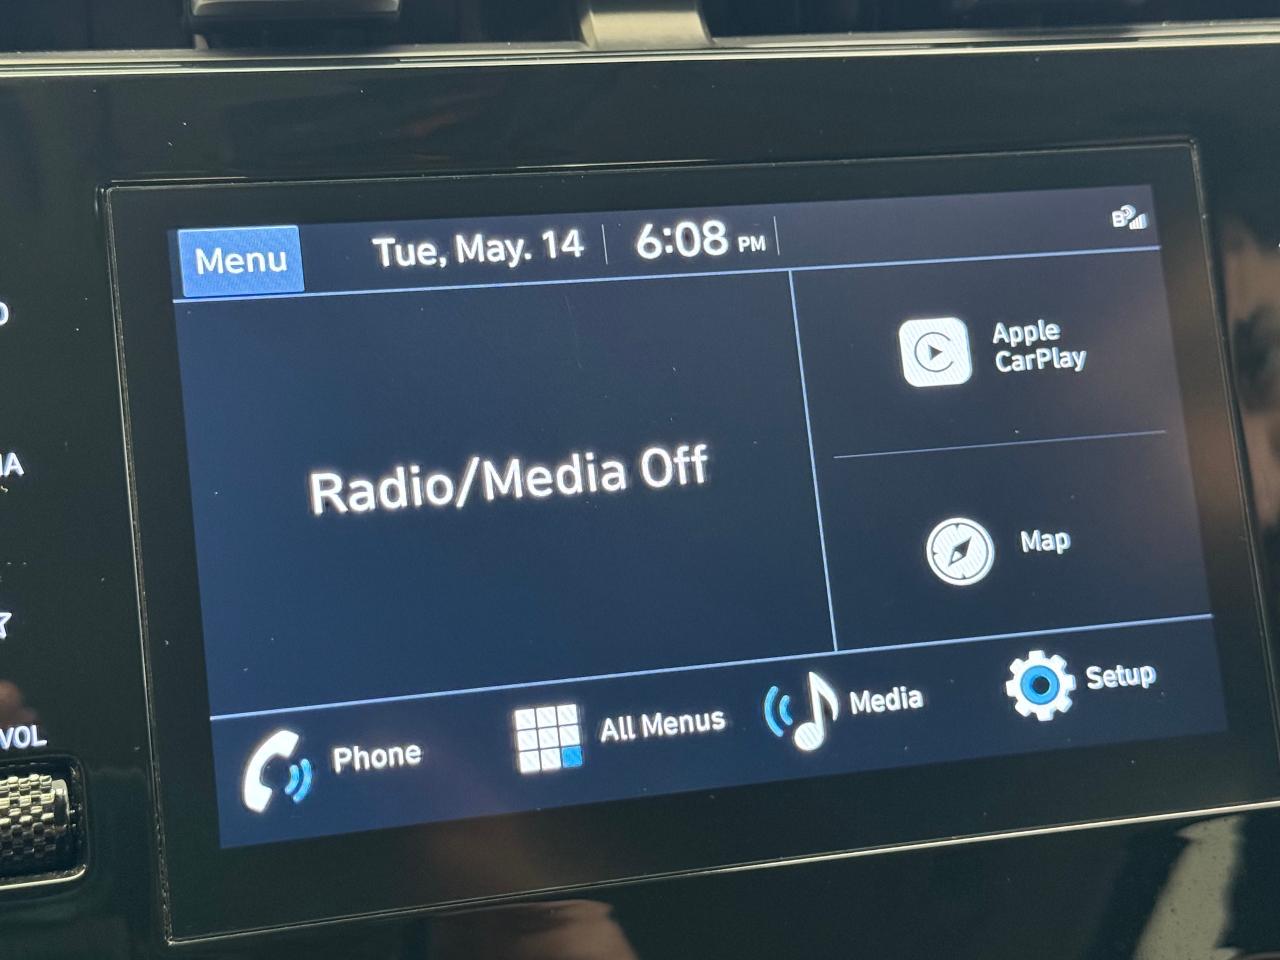 Menu
Tue, May. 14
6:08 PM
Apple
CarPlay
Radio/Media Off
Map
Phone
All Menus
Media
Setup
VOL